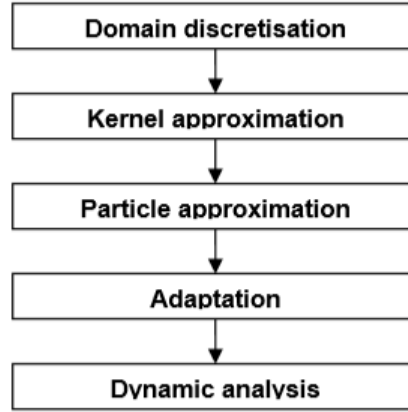 Domain discretisation
Kernel approximation
Particle approximation
Adaptation
Dynamic analysis